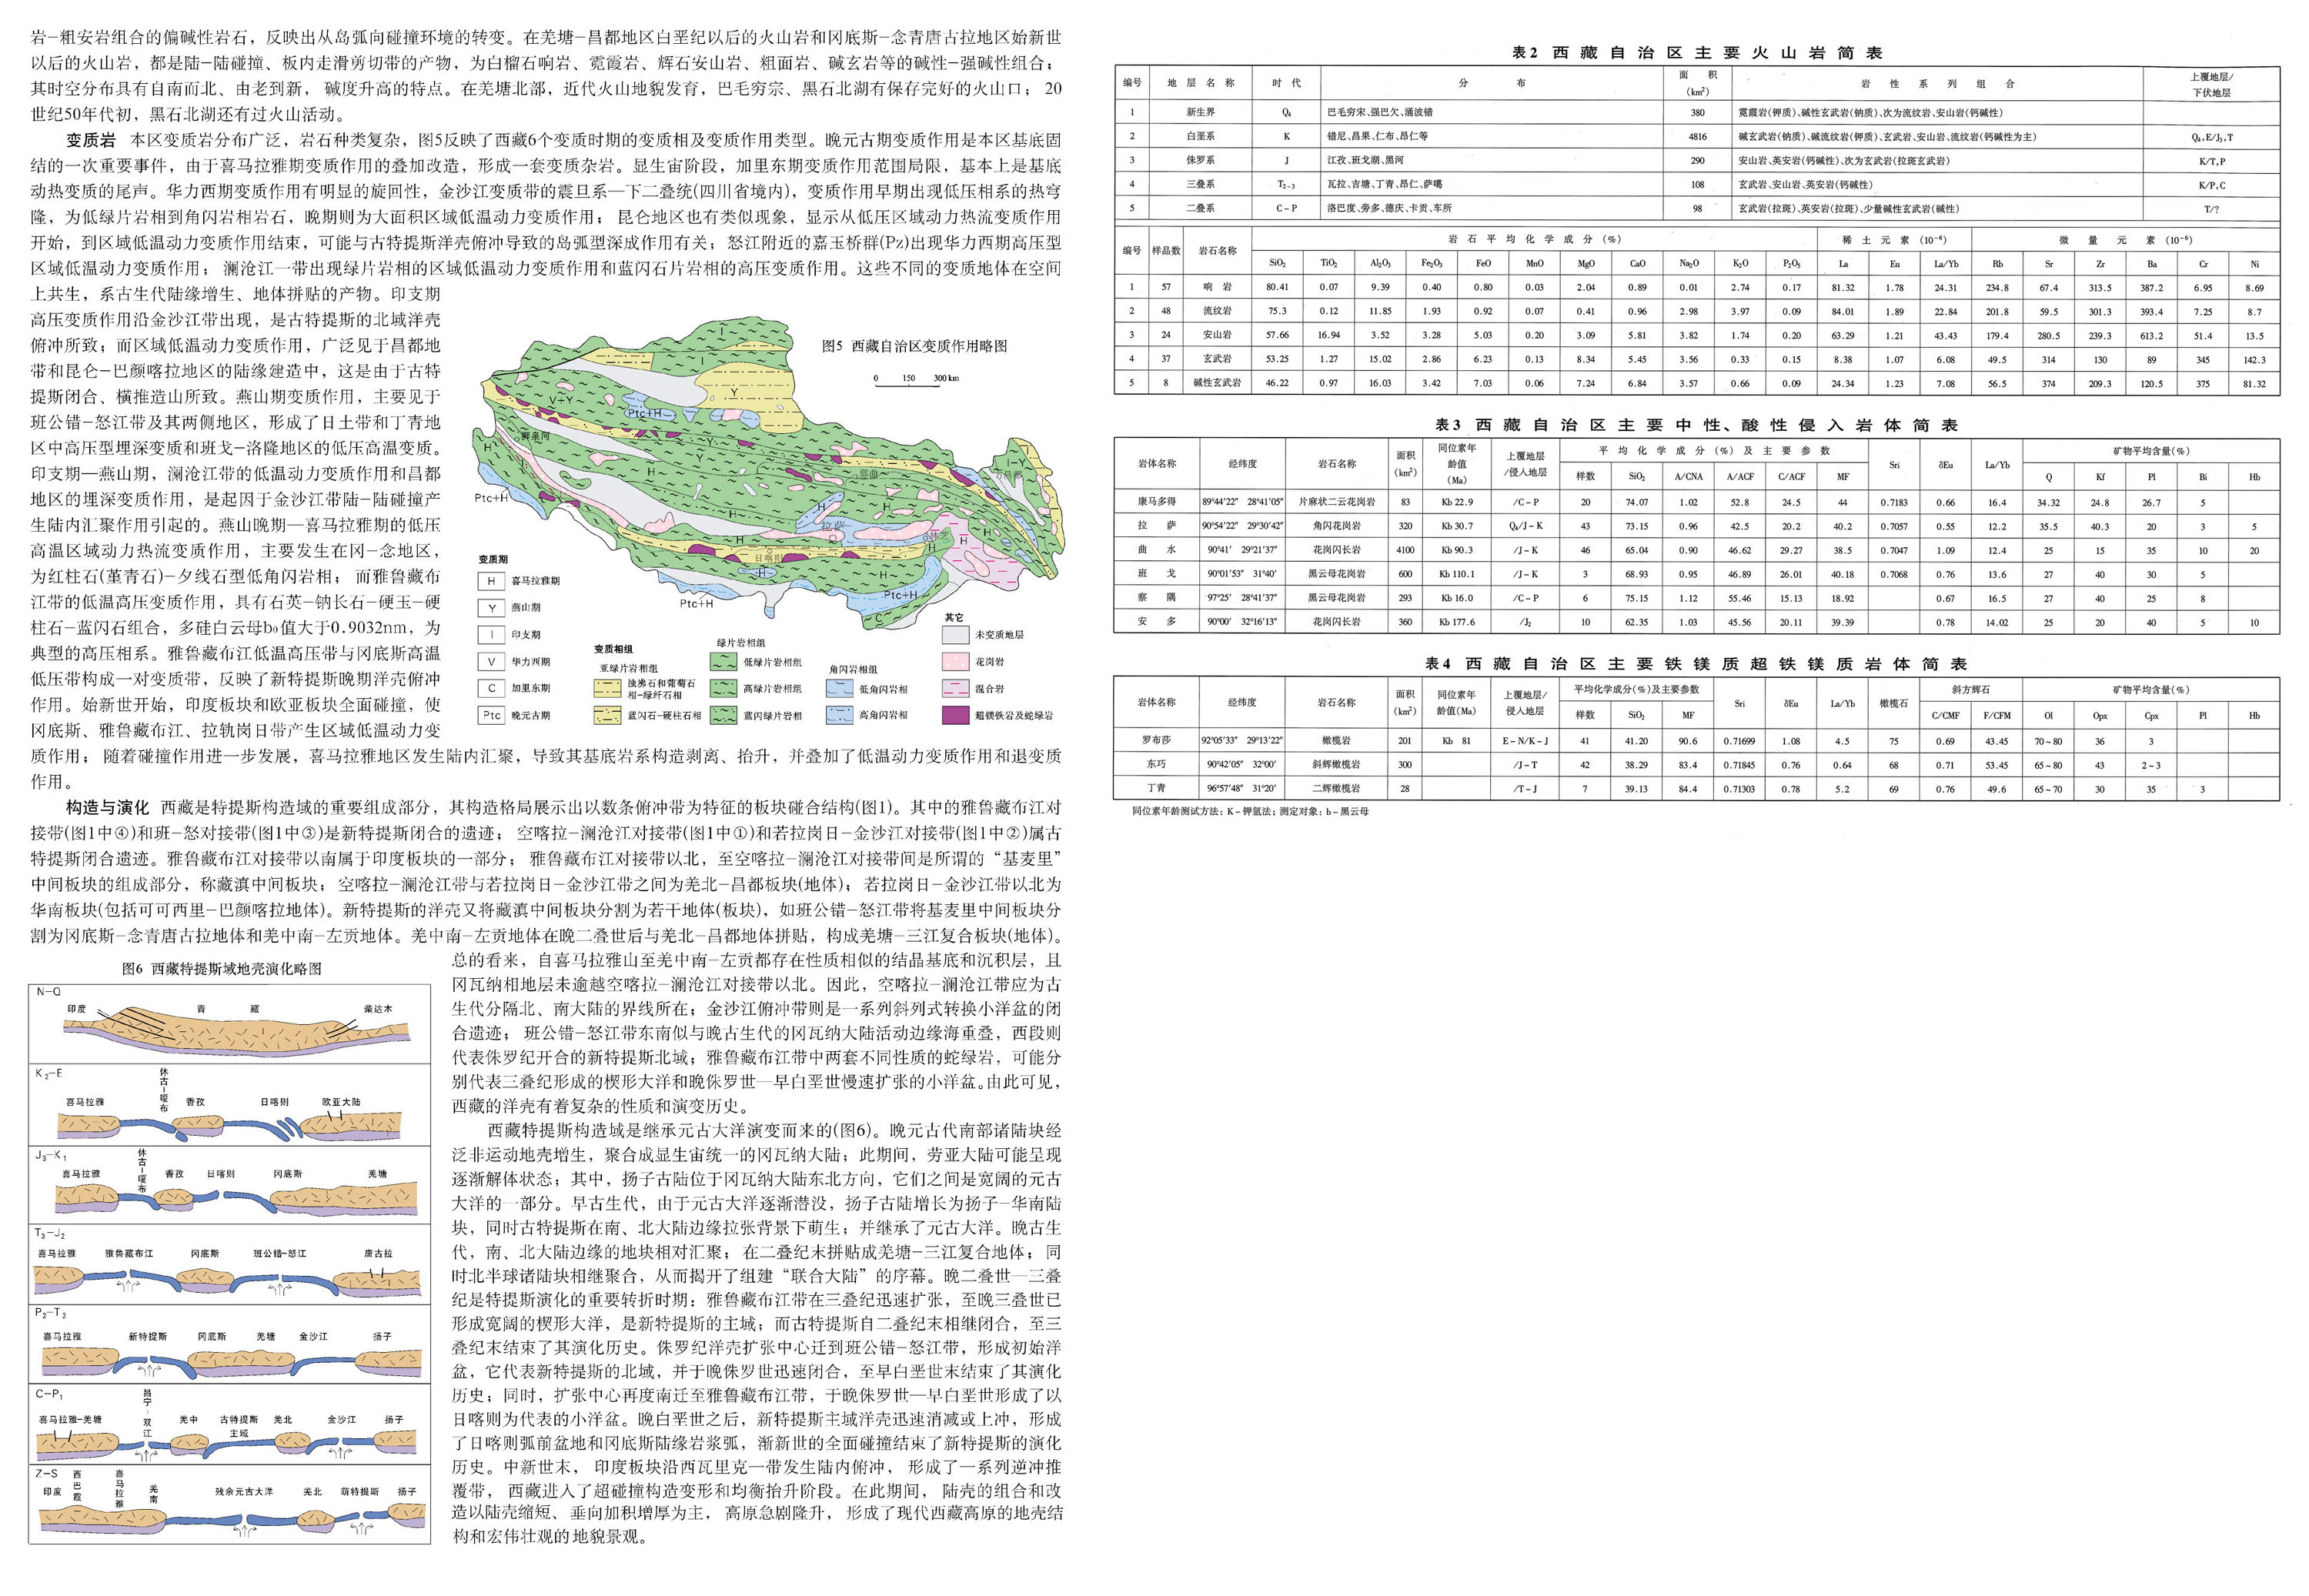 岩-粗安岩组合的偏碱性岩石，反映出从岛弧向碰撞环境的转变。在羌塘-昌都地区白垩纪以后的火山岩和冈底斯-念青唐古拉地区始新世
以后的火山岩，都是陆-陆碰撞、板内走滑剪切带的产物，为白榴石响岩、霓霞岩、辉石安山岩、粗面岩、碱玄岩等的碱性-强碱性组合；
其时空分布具有自南而北、由老到新，碱度升高的特点。在羌塘北部，近代火山地貌发育，巴毛穷宗、黑石北湖有保存完好的火山口；20
世纪50年代初，黑石北湖还有过火山活动。
变质岩 本区变质岩分布广泛，岩石种类复杂，图5反映了西藏6个变质时期的变质相及变质作用类型。晚元古期变质作用是本区基底固
结的一次重要事件，由于喜马拉雅期变质作用的叠加改造，形成一套变质杂岩。显生宙阶段，加里东期变质作用范围局限，基本上是基底
动热变质的尾声。华力西期变质作用有明显的旋回性，金沙江变质带的震旦系—下二叠统(四川省境内)，变质作用早期出现低压相系的热穹
隆，为低绿片岩相到角闪岩相岩石，晚期则为大面积区域低温动力变质作用；昆仑地区也有类似现象，显示从低压区域动力热流变质作用
开始，到区域低温动力变质作用结束，可能与古特提斯洋壳俯冲导致的岛弧型深成作用有关；怒江附近的嘉玉桥群(Pz)出现华力西期高压型
区域低温动力变质作用；澜沧江一带出现绿片岩相的区域低温动力变质作用和蓝闪石片岩相的高压变质作用。这些不同的变质地体在空间
上共生，系古生代陆缘增生、地体拼贴的产物。印支期
高压变质作用沿金沙江带出现，是古特提斯的北域洋壳
俯冲所致；而区域低温动力变质作用，广泛见于昌都地
带和昆仑-巴颜喀拉地区的陆缘建造中，这是由于古特
提斯闭合、横推造山所致。燕山期变质作用，主要见于
班公错-怒江带及其两侧地区，形成了日土带和丁青地
区中高压型埋深变质和班戈-洛隆地区的低压高温变质。
印支期—燕山期，澜沧江带的低温动力变质作用和昌都
地区的埋深变质作用，是起因于金沙江带陆-陆碰撞产
生陆内汇聚作用引起的。燕山晚期—喜马拉雅期的低压
高温区域动力热流变质作用，主要发生在冈-念地区，
为红柱石(堇青石)-夕线石型低角闪岩相；而雅鲁藏布
江带的低温高压变质作用，具有石英-钠长石-硬玉-硬
柱石-蓝闪石组合，多硅白云母b₀值大于0.9032nm，为
典型的高压相系。雅鲁藏布江低温高压带与冈底斯高温
低压带构成一对变质带，反映了新特提斯晚期洋壳俯冲
作用。始新世开始，印度板块和欧亚板块全面碰撞，使
冈底斯、雅鲁藏布江、拉轨岗日带产生区域低温动力变
质作用；随着碰撞作用进一步发展，喜马拉雅地区发生陆内汇聚，导致其基底岩系构造剥离、抬升，并叠加了低温动力变质作用和退变质
作用。
图5 西藏自治区变质作用略图
0 150 300 km
I
V+Y
Y
Ptc+H
狮泉河
H
Y
H
那曲
昌都
I-Y
Ptc+H
H
拉萨
林芝
H
日喀则
Ptc+H
Ptc+H
C
变质期
H 喜马拉雅期
Y 燕山期
I 印支期
V 华力西期
C 加里东期
Ptc 晚元古期
变质相组
亚绿片岩相组
浊沸石和葡萄石
相-绿纤石相
蓝闪石-硬柱石相
绿片岩相组
低绿片岩相组
高绿片岩相组
蓝闪绿片岩相
角闪岩相组
低角闪岩相
高角闪岩相
其它
未变质地层
花岗岩
混合岩
超镁铁岩及蛇绿岩
构造与演化 西藏是特提斯构造域的重要组成部分，其构造格局展示出以数条俯冲带为特征的板块碰合结构(图1)。其中的雅鲁藏布江对
接带(图1中④)和班-怒对接带(图1中③)是新特提斯闭合的遗迹；空喀拉-澜沧江对接带(图1中①)和若拉岗日-金沙江对接带(图1中②)属古
特提斯闭合遗迹。雅鲁藏布江对接带以南属于印度板块的一部分；雅鲁藏布江对接带以北，至空喀拉-澜沧江对接带间是所谓的“基麦里”
中间板块的组成部分，称藏滇中间板块；空喀拉-澜沧江带与若拉岗日-金沙江带之间为羌北-昌都板块(地体)；若拉岗日-金沙江带以北为
华南板块(包括可可西里-巴颜喀拉地体)。新特提斯的洋壳又将藏滇中间板块分割为若干地体(板块)，如班公错-怒江带将基麦里中间板块分
割为冈底斯-念青唐古拉地体和羌中南-左贡地体。羌中南-左贡地体在晚二叠世后与羌北-昌都地体拼贴，构成羌塘-三江复合板块(地体)。
总的看来，自喜马拉雅山至羌中南-左贡都存在性质相似的结晶基底和沉积层，且
冈瓦纳相地层未逾越空喀拉-澜沧江对接带以北。因此，空喀拉-澜沧江带应为古
生代分隔北、南大陆的界线所在；金沙江俯冲带则是一系列斜列式转换小洋盆的闭
合遗迹；班公错-怒江带东南似与晚古生代的冈瓦纳大陆活动边缘海重叠，西段则
代表侏罗纪开合的新特提斯北域；雅鲁藏布江带中两套不同性质的蛇绿岩，可能分
别代表三叠纪形成的楔形大洋和晚侏罗世—早白垩世慢速扩张的小洋盆。由此可见，
西藏的洋壳有着复杂的性质和演变历史。
西藏特提斯构造域是继承元古大洋演变而来的(图6)。晚元古代南部诸陆块经
泛非运动地壳增生，聚合成显生宙统一的冈瓦纳大陆；此期间，劳亚大陆可能呈现
逐渐解体状态；其中，扬子古陆位于冈瓦纳大陆东北方向，它们之间是宽阔的元古
大洋的一部分。早古生代，由于元古大洋逐渐潜没，扬子古陆增长为扬子-华南陆
块，同时古特提斯在南、北大陆边缘拉张背景下萌生；并继承了元古大洋。晚古生
代，南、北大陆边缘的地块相对汇聚；在二叠纪末拼贴成羌塘-三江复合地体；同
时北半球诸陆块相继聚合，从而揭开了组建“联合大陆”的序幕。晚二叠世—三叠
纪是特提斯演化的重要转折时期：雅鲁藏布江带在三叠纪迅速扩张，至晚三叠世已
形成宽阔的楔形大洋，是新特提斯的主域；而古特提斯自二叠纪末相继闭合，至三
叠纪末结束了其演化历史。侏罗纪洋壳扩张中心迁到班公错-怒江带，形成初始洋
盆，它代表新特提斯的北域，并于晚侏罗世迅速闭合，至早白垩世末结束了其演化
历史；同时，扩张中心再度南迁至雅鲁藏布江带，于晚侏罗世—早白垩世形成了以
日喀则为代表的小洋盆。晚白垩世之后，新特提斯主域洋壳迅速消减或上冲，形成
了日喀则弧前盆地和冈底斯陆缘岩浆弧，渐新世的全面碰撞结束了新特提斯的演化
历史。中新世末，印度板块沿西瓦里克一带发生陆内俯冲，形成了一系列逆冲推
覆带，西藏进入了超碰撞构造变形和均衡抬升阶段。在此期间，陆壳的组合和改
造以陆壳缩短、垂向加积增厚为主，高原急剧隆升，形成了现代西藏高原的地壳结
构和宏伟壮观的地貌景观。
图6 西藏特提斯域地壳演化略图
N-Q
印度 青 藏 柴达木
K₂-E
喜马拉雅 休古-嘎布 香孜 日喀则 欧亚大陆
J₃-K₁
喜马拉雅 休古-嘎布 香孜 日喀则 冈底斯 羌塘
T₃-J₂
喜马拉雅 雅鲁藏布江 冈底斯 班公错-怒江 唐古拉
P₂-T₂
喜马拉雅 新特提斯 冈底斯 羌塘 金沙江 扬子
C-P₁
喜马拉雅-羌塘 昌宁-双江 羌中 古特提斯主域 羌北 金沙江 扬子
Z-S
印度 西巴霞 喜马拉雅 羌南 残余元古大洋 羌北 萌特提斯 扬子
表2 西藏自治区主要火山岩简表
编号 地层名称 时代 分布 面积(km²) 岩性系列组合 上覆地层/下伏地层
1 新生界 Q₄ 巴毛穷宋、强巴欠、涌波错 380 霓霞岩(钾质)、碱性玄武岩(钠质)、次为流纹岩、安山岩(钙碱性)
2 白垩系 K 错尼、昌果、仁布、昂仁等 4816 碱玄武岩(钠质)、碱流纹岩(钾质)、玄武岩、安山岩、流纹岩(钙碱性为主) Q₄,E/J₃,T
3 侏罗系 J 江孜、班戈湖、黑河 290 安山岩、英安岩(钙碱性)、次为玄武岩(拉斑玄武岩) K/T,P
4 三叠系 T₂₋₃ 瓦拉、吉塘、丁青、昂仁、萨噶 108 玄武岩、安山岩、英安岩(钙碱性) K/P,C
5 二叠系 C-P 洛巴度、旁多、德庆、卡贡、车所 98 玄武岩(拉斑)、英安岩(拉斑)、少量碱性玄武岩(碱性) T/?
编号 样品数 岩石名称 岩石平均化学成分(%) 稀土元素(10⁻⁶) 微量元素(10⁻⁶)
SiO₂ TiO₂ Al₂O₃ Fe₂O₃ FeO MnO MgO CaO Na₂O K₂O P₂O₅ La Eu La/Yb Rb Sr Zr Ba Cr Ni
1 57 响岩 80.41 0.07 9.39 0.40 0.80 0.03 2.04 0.89 0.01 2.74 0.17 81.32 1.78 24.31 234.8 67.4 313.5 387.2 6.95 8.69
2 48 流纹岩 75.3 0.12 11.85 1.93 0.92 0.07 0.41 0.96 2.98 3.97 0.09 84.01 1.89 22.84 201.8 59.5 301.3 393.4 7.25 8.7
3 24 安山岩 57.66 16.94 3.52 3.28 5.03 0.20 3.09 5.81 3.82 1.74 0.20 63.29 1.21 43.43 179.4 280.5 239.3 613.2 51.4 13.5
4 37 玄武岩 53.25 1.27 15.02 2.86 6.23 0.13 8.34 5.45 3.56 0.33 0.15 8.38 1.07 6.08 49.5 314 130 89 345 142.3
5 8 碱性玄武岩 46.22 0.97 16.03 3.42 7.03 0.06 7.24 6.84 3.57 0.66 0.09 24.34 1.23 7.08 56.5 374 209.3 120.5 375 81.32
表3 西藏自治区主要中性、酸性侵入岩体简表
岩体名称 经纬度 岩石名称 面积(km²) 同位素年龄值(Ma) 上覆地层/侵入地层 平均化学成分(%)及主要参数 Sri δEu La/Yb 矿物平均含量(%)
样数 SiO₂ A/CNA A/ACF C/ACF MF Q Kf Pl Bi Hb
康马多得 89°44′22″ 28°41′05″ 片麻状二云花岗岩 83 Kb 22.9 /C-P 20 74.07 1.02 52.8 24.5 44 0.7183 0.66 16.4 34.32 24.8 26.7 5
拉萨 90°54′22″ 29°30′42″ 角闪花岗岩 320 Kb 30.7 Q₄/J-K 43 73.15 0.96 42.5 20.2 40.2 0.7057 0.55 12.2 35.5 40.3 20 3 5
曲水 90°41′ 29°21′37″ 花岗闪长岩 4100 Kb 90.3 /J-K 46 65.04 0.90 46.62 29.27 38.5 0.7047 1.09 12.4 25 15 35 10 20
班戈 90°01′53″ 31°40′ 黑云母花岗岩 600 Kb 110.1 /J-K 3 68.93 0.95 46.89 26.01 40.18 0.7068 0.76 13.6 27 40 30 5
察隅 97°25′ 28°41′37″ 黑云母花岗岩 293 Kb 16.0 /C-P 6 75.15 1.12 55.46 15.13 18.92 0.67 16.5 27 40 25 8
安多 90°00′ 32°16′13″ 花岗闪长岩 360 Kb 177.6 /J₂ 10 62.35 1.03 45.56 20.11 39.39 0.78 14.02 25 20 40 5 10
表4 西藏自治区主要铁镁质超铁镁质岩体简表
岩体名称 经纬度 岩石名称 面积(km²) 同位素年龄值(Ma) 上覆地层/侵入地层 平均化学成分(%)及主要参数 Sri δEu La/Yb 橄榄石 斜方辉石 矿物平均含量(%)
样数 SiO₂ MF C/CMF F/CFM Ol Opx Cpx Pl Hb
罗布莎 92°05′33″ 29°13′22″ 橄榄岩 201 Kb 81 E-N/K-J 41 41.20 90.6 0.71699 1.08 4.5 75 0.69 43.45 70~80 36 3
东巧 90°42′05″ 32°00′ 斜辉橄榄岩 300 /J-T 42 38.29 83.4 0.71845 0.76 0.64 68 0.71 53.45 65~80 43 2~3
丁青 96°57′48″ 31°20′ 二辉橄榄岩 28 /T-J 7 39.13 84.4 0.71303 0.78 5.2 69 0.76 49.6 65~70 30 35 3
同位素年龄测试方法：K-钾氩法；测定对象：b-黑云母